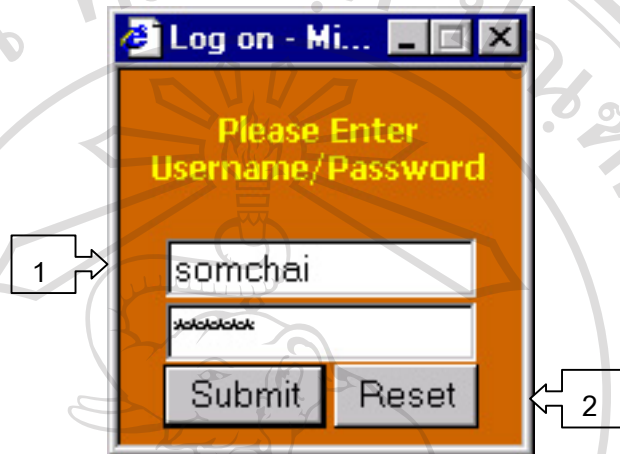 Log on - Mi...
Please Enter
Username/Password
1
somchai
*******
Submit Reset
2